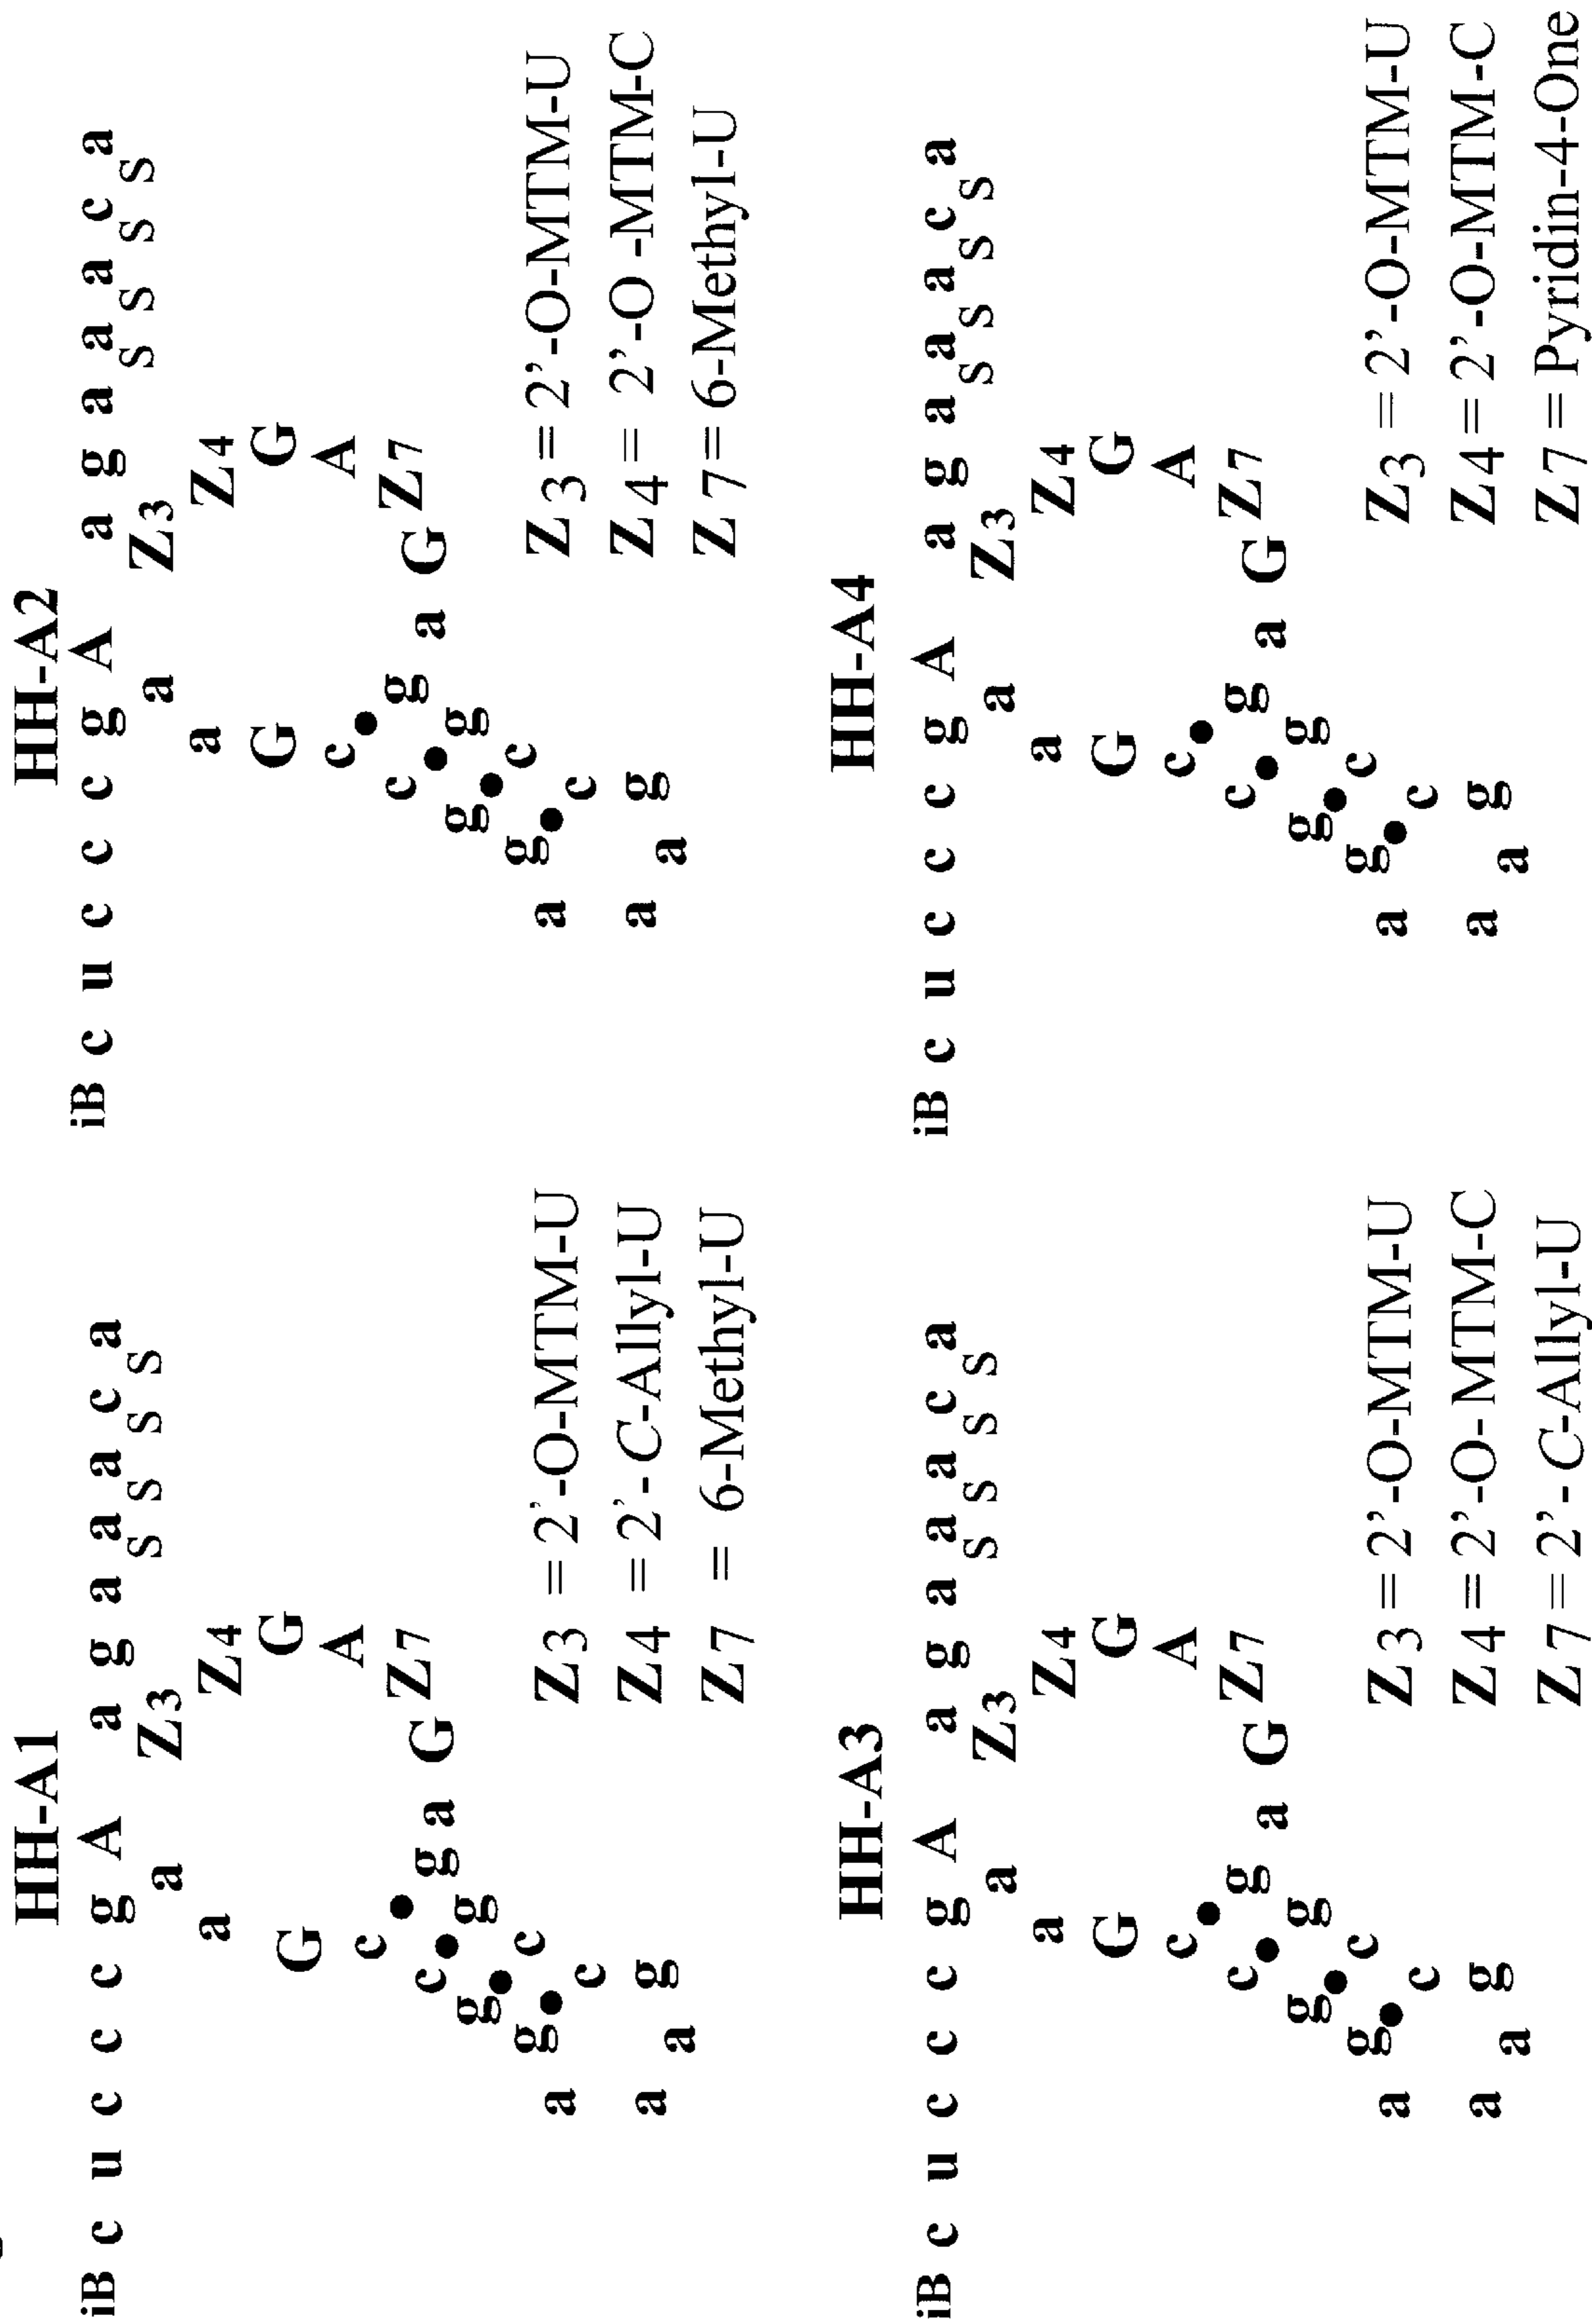 HH-A1
iB c u c c c g A a g a a a c a
a Z3 S S S S
a Z4
G G
c A
c g a G Z7
g g
g c
a c
a a g
Z3 = 2'-O-MTM-U
Z4 = 2'-C-Allyl-U
Z7 = 6-Methyl-U
HH-A2
iB c u c c c g A a g a a a c a
a Z3 S S S S
a Z4
G G
c A
c g a G Z7
g g
g c
a c
a a g
Z3 = 2'-O-MTM-U
Z4 = 2'-O-MTM-C
Z7 = 6-Methyl-U
HH-A3
iB c u c c c g A a g a a a c a
a Z3 S S S S
a Z4
G G
c A
c g a G Z7
g g
g c
a c
a a g
Z3 = 2'-O-MTM-U
Z4 = 2'-O-MTM-C
Z7 = 2'-C-Allyl-U
HH-A4
iB c u c c c g A a g a a a c a
a Z3 S S S S
a Z4
G G
c A
c g a G Z7
g g
g c
a c
a a g
Z3 = 2'-O-MTM-U
Z4 = 2'-O-MTM-C
Z7 = Pyridin-4-One